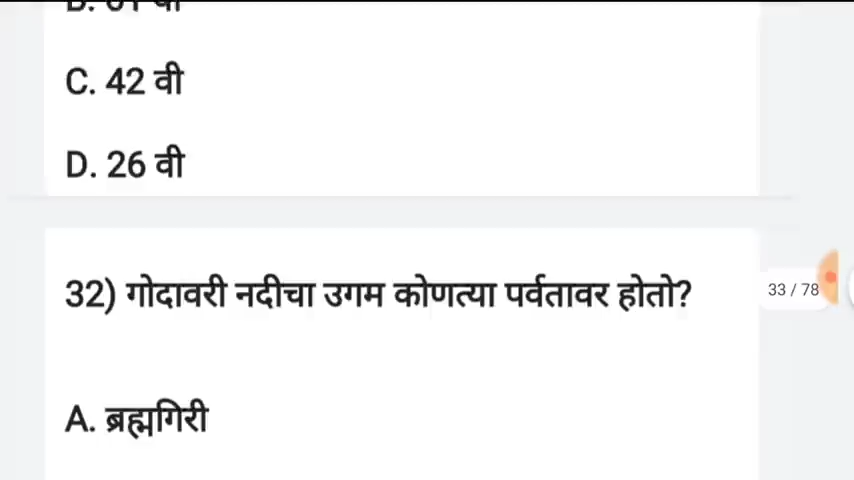 C. 42 वी
D. 26 वी
32) गोदावरी नदीचा उगम कोणत्या पर्वतावर होतो?
33 / 78
A. ब्रह्मगिरी